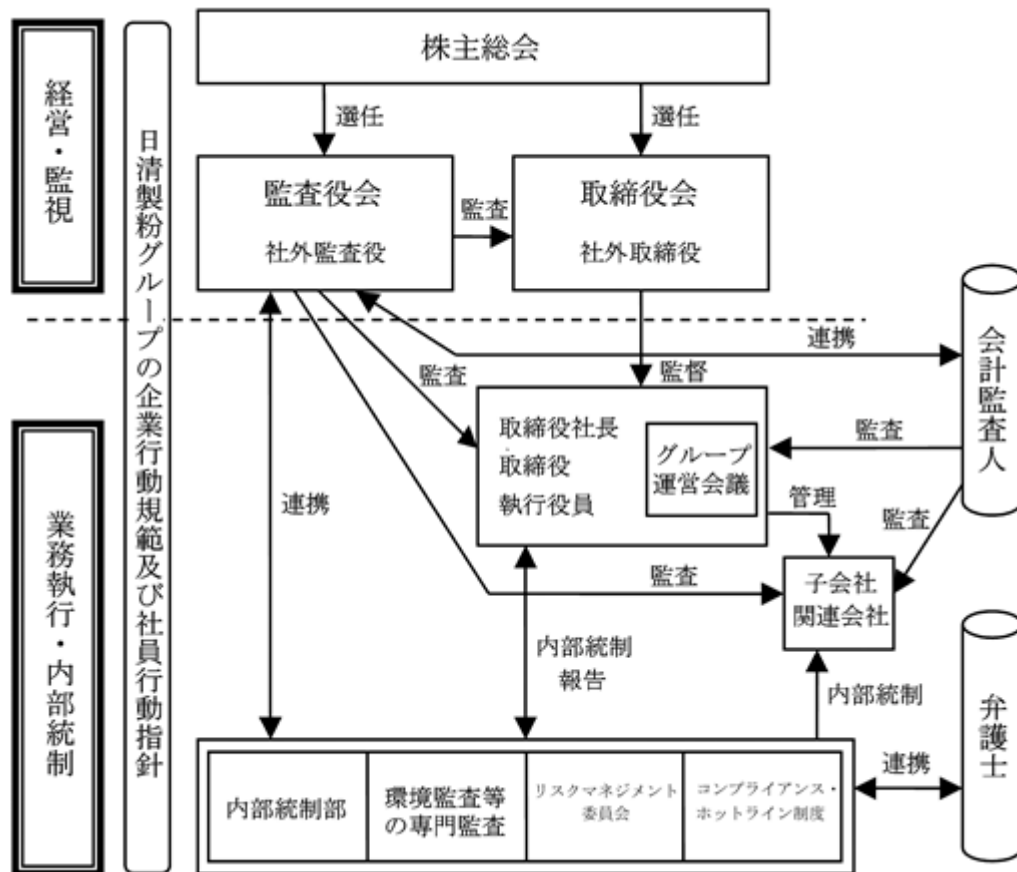 経営・監視
業務執行・内部統制
日清製粉グループの企業行動規範及び社員行動指針
株主総会
選任
選任
監査役会
社外監査役
監査
取締役会
社外取締役
連携
監査
監督
取締役社長
取締役
執行役員
グループ
運営会議
監査
管理
監査
会計監査人
連携
監査
子会社
関連会社
内部統制
報告
内部統制
弁護士
連携
内部統制部
環境監査等
の専門監査
リスクマネジメント
委員会
コンプライアンス・
ホットライン制度